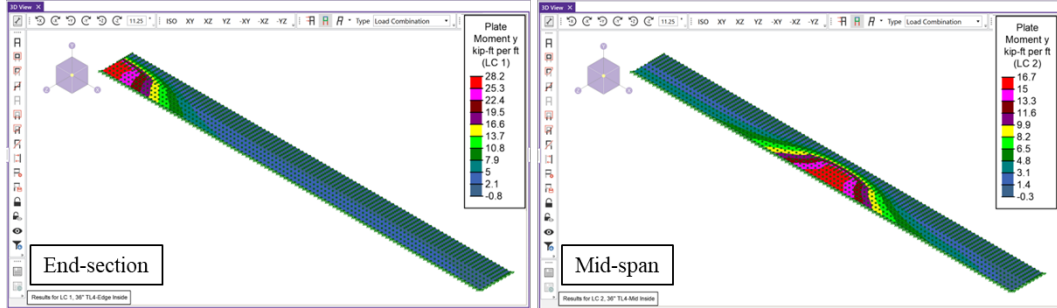 3D View ×
11.25 °
ISO XY XZ YZ -XY -XZ -YZ
Type Load Combination
Plate
Moment y
kip-ft per ft
(LC 1)
28.2
25.3
22.4
19.5
16.6
13.7
10.8
7.9
5
2.1
-0.8
End-section
Results for LC 1, 36" TL4-Edge Inside
3D View ×
11.25 °
ISO XY XZ YZ -XY -XZ -YZ
Type Load Combination
Plate
Moment y
kip-ft per ft
(LC 2)
16.7
15
13.3
11.6
9.9
8.2
6.5
4.8
3.1
1.4
-0.3
Mid-span
Results for LC 2, 36" TL4-Mid Inside